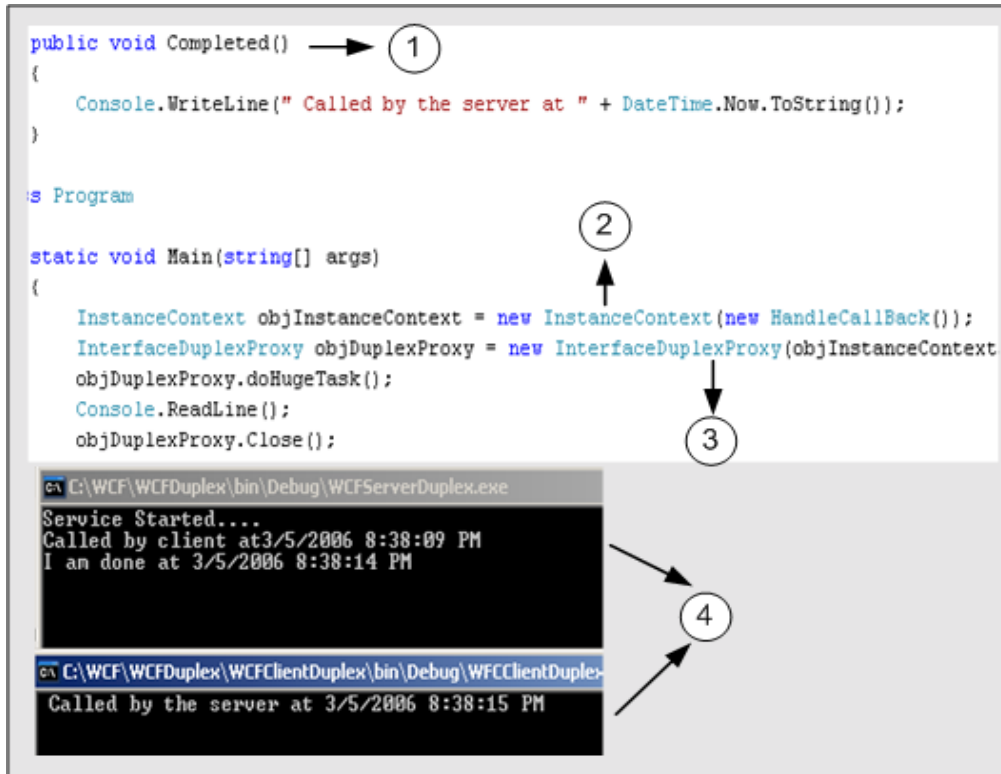 public void Completed() 1
{
Console.WriteLine(" Called by the server at " + DateTime.Now.ToString());
}
s Program
2
static void Main(string[] args)
{
InstanceContext objInstanceContext = new InstanceContext(new HandleCallBack());
InterfaceDuplexProxy objDuplexProxy = new InterfaceDuplexProxy(objInstanceContext
objDuplexProxy.doHugeTask();
Console.ReadLine();
objDuplexProxy.Close();
3
C:\WCF\WCFDuplex\bin\Debug\WCFServerDuplex.exe
Service Started....
Called by client at3/5/2006 8:38:09 PM
I am done at 3/5/2006 8:38:14 PM
4
C:\WCF\WCFDuplex\WCFClientDuplex\bin\Debug\WFCClientDuplex
Called by the server at 3/5/2006 8:38:15 PM